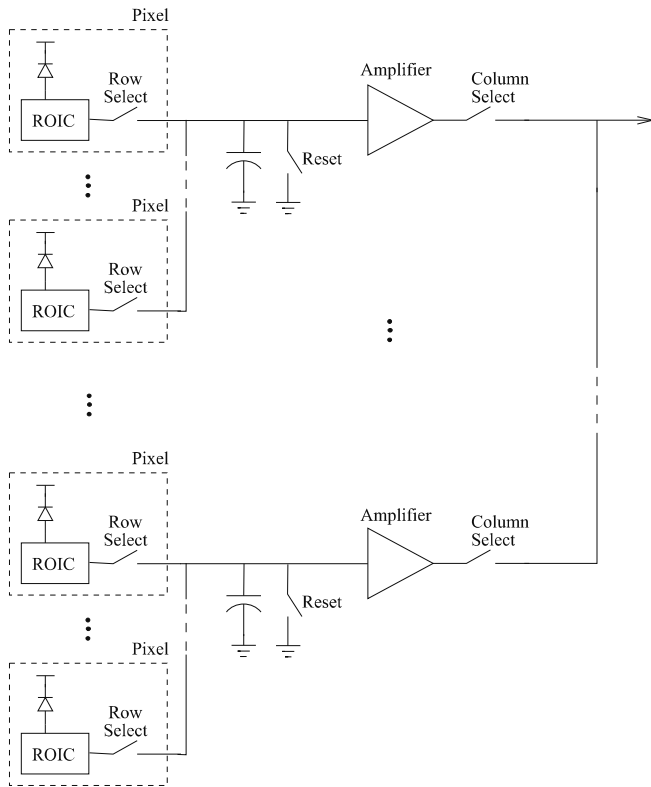 Pixel
Row
Select
ROIC
Amplifier
Column
Select
Reset
Pixel
Row
Select
ROIC
Pixel
Row
Select
ROIC
Amplifier
Column
Select
Reset
Pixel
Row
Select
ROIC